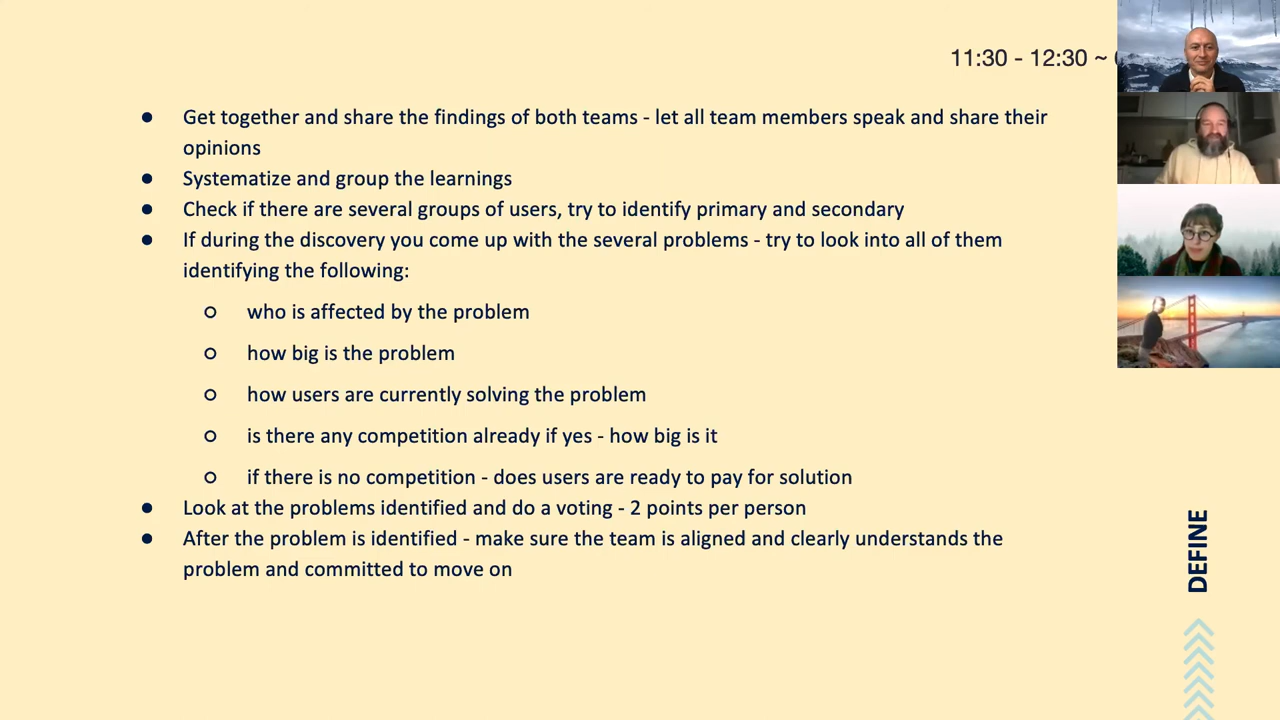 11:30 - 12:30 ~
● Get together and share the findings of both teams - let all team members speak and share their
opinions
● Systematize and group the learnings
● Check if there are several groups of users, try to identify primary and secondary
● If during the discovery you come up with the several problems - try to look into all of them
identifying the following:
○ who is affected by the problem
○ how big is the problem
○ how users are currently solving the problem
○ is there any competition already if yes - how big is it
○ if there is no competition - does users are ready to pay for solution
● Look at the problems identified and do a voting - 2 points per person
● After the problem is identified - make sure the team is aligned and clearly understands the
problem and committed to move on
DEFINE